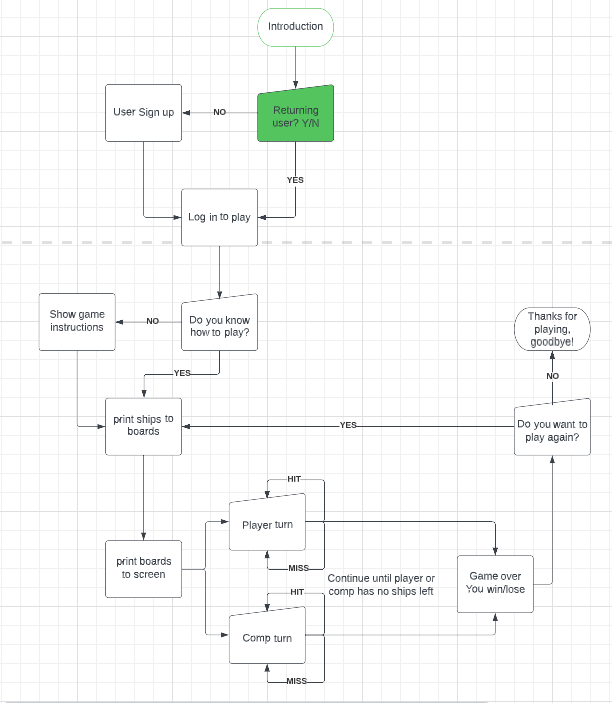 Introduction
User Sign up
NO
Returning
user? Y/N
YES
Log in to play
Show game
instructions
NO
Do you know
how to play?
Thanks for
playing,
goodbye!
YES
NO
print ships to
boards
YES
Do you want to
play again?
HIT
Player turn
print boards
to screen
MISS
Continue until player or
comp has no ships left
Game over
You win/lose
HIT
Comp turn
MISS